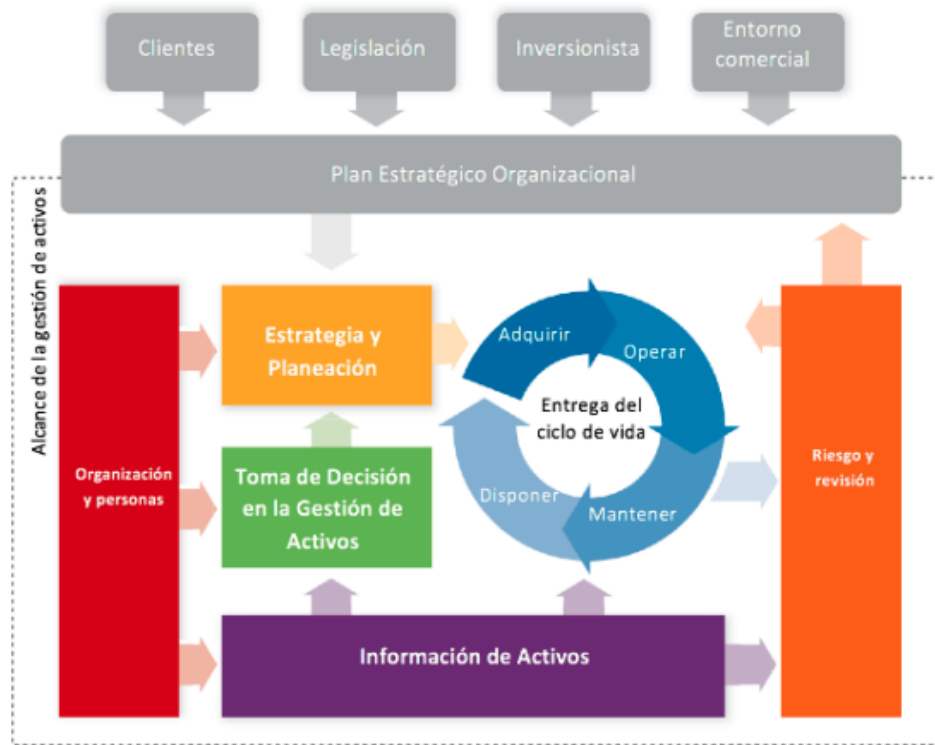 Clientes
Legislación
Inversionista
Entorno
comercial
Plan Estratégico Organizacional
Alcance de la gestión de activos
Estrategia y
Planeación
Adquirir
Operar
Entrega del
ciclo de vida
Organización
y personas
Toma de Decisión
en la Gestión de
Activos
Disponer
Mantener
Riesgo y
revisión
Información de Activos